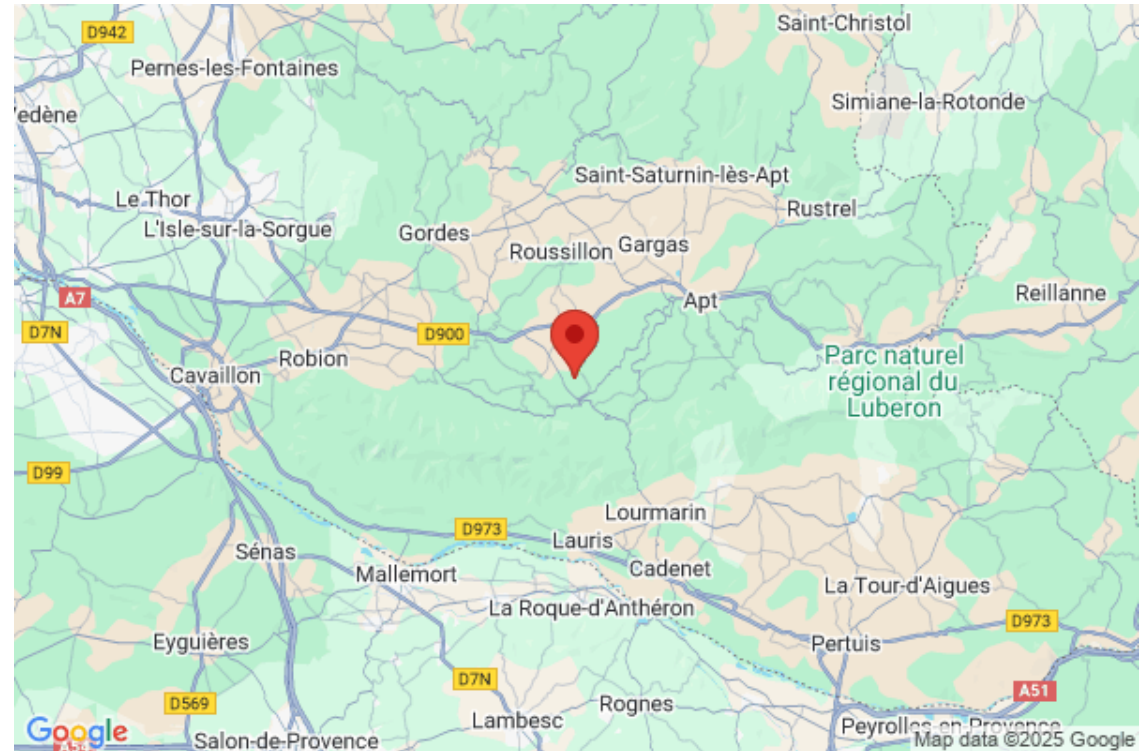 Saint-Christol
D942
Pernes-les-Fontaines
Simiane-la-Rotonde
'edène
Saint-Saturnin-lès-Apt
Le Thor
Rustrel
L'Isle-sur-la-Sorgue
Gordes
Roussillon
Gargas
A7
Apt
Reillanne
D7N
D900
Robion
Parc naturel
régional du
Luberon
Cavaillon
D99
Lourmarin
D973
Lauris
Sénas
Mallemort
Cadenet
La Tour-d'Aigues
La Roque-d'Anthéron
D973
Eyguières
Pertuis
D7N
A51
D569
Rognes
Lambesc
Peyrolles-en-Provence
Google
Salon-de-Provence
Map data ©2025 Google